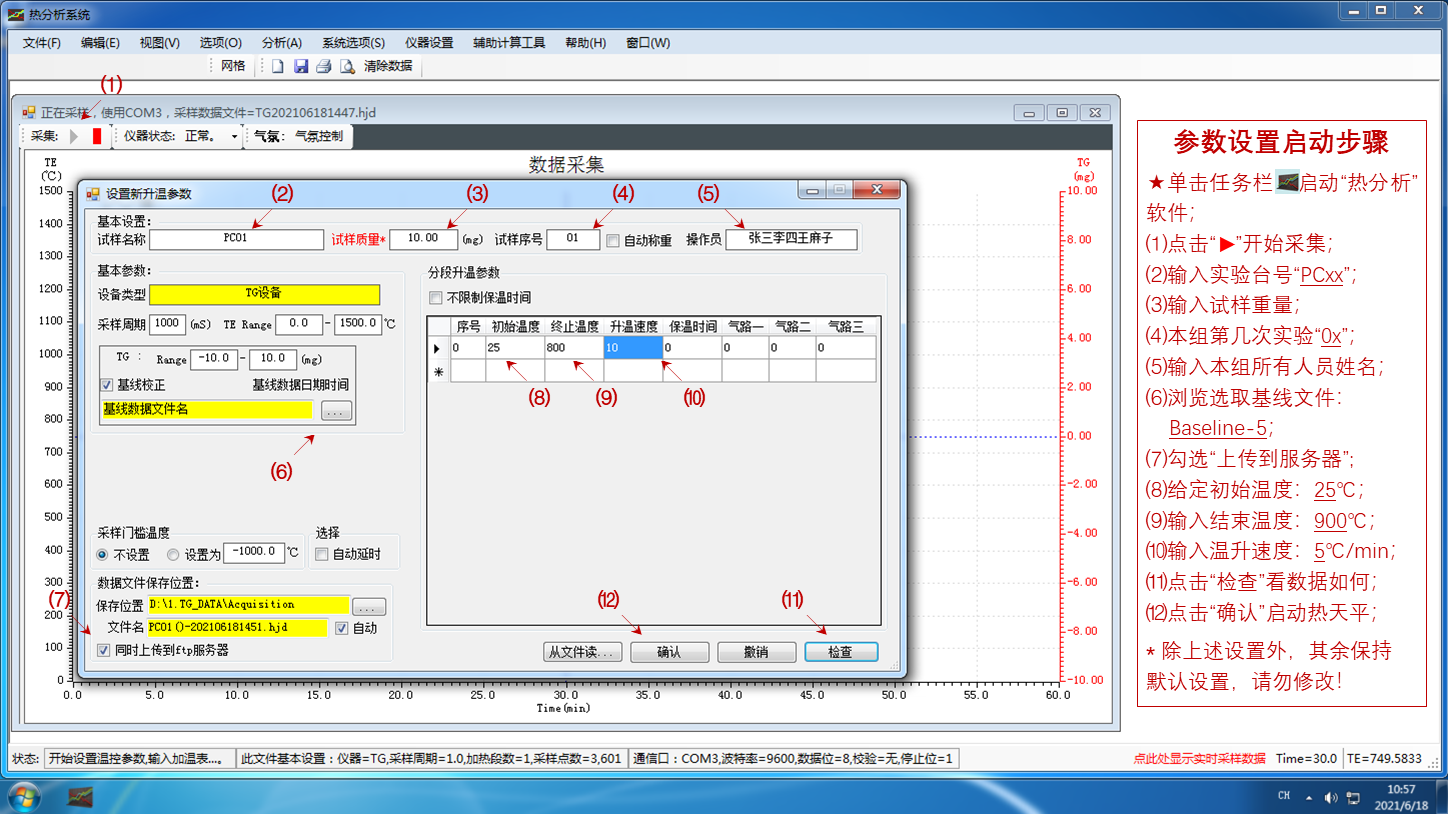 热分析系统
文件(F) 编辑(E) 视图(V) 选项(O) 分析(A) 系统选项(S) 仪器设置 辅助计算工具 帮助(H) 窗口(W)
网格 清除数据
⑴
正在采样，使用COM3，采样数据文件=TG202106181447.hjd
采集: 仪器状态: 正常。 气氛: 气氛控制
数据采集
TE
(℃)
1500
1400
1300
1200
1100
1000
900
800
700
600
500
400
300
200
100
0
TG
(mg)
10.00
8.00
6.00
4.00
2.00
0.00
-2.00
-4.00
-6.00
-8.00
-10.00
0.0 5.0 10.0 15.0 20.0 25.0 30.0 35.0 40.0 45.0 50.0 55.0 60.0
Time(min)
设置新升温参数
⑵ ⑶ ⑷ ⑸
基本设置:
试样名称 PC01 试样质量* 10.00 (mg) 试样序号 01 自动称重 操作员 张三李四王麻子
基本参数:
设备类型 TG设备
采样周期 1000 (mS) TE Range 0.0 - 1500.0 ℃
TG : Range -10.0 - 10.0 (mg)
基线校正 基线数据日期时间
基线数据文件名 ...
⑹
分段升温参数
不限制保温时间
序号 初始温度 终止温度 升温速度 保温时间 气路一 气路二 气路三
0 25 800 10 0 0 0 0
*
⑻ ⑼ ⑽
采样门槛温度
不设置 设置为 -1000.0 ℃
选择
自动延时
数据文件保存位置:
⑺
保存位置 D:\1.TG_DATA\Acquisition ...
文件名 PC01()-202106181451.hjd 自动
同时上传到ftp服务器
⑿ ⑾
从文件读... 确认 撤销 检查
参数设置启动步骤
★单击任务栏启动“热分析”
软件；
⑴点击“▶”开始采集；
⑵输入实验台号“PCxx”；
⑶输入试样重量；
⑷本组第几次实验“0x”；
⑸输入本组所有人员姓名；
⑹浏览选取基线文件：
Baseline-5；
⑺勾选“上传到服务器”；
⑻给定初始温度：25℃；
⑼输入结束温度：900℃；
⑽输入温升速度：5℃/min；
⑾点击“检查”看数据如何；
⑿点击“确认”启动热天平；
* 除上述设置外，其余保持
默认设置，请勿修改！
状态: 开始设置温控参数,输入加温表...。 此文件基本设置：仪器=TG,采样周期=1.0,加热段数=1,采样点数=3,601 通信口：COM3,波特率=9600,数据位=8,校验=无,停止位=1 点此处显示实时采样数据 Time=30.0 TE=749.5833
CH 10:57
2021/6/18